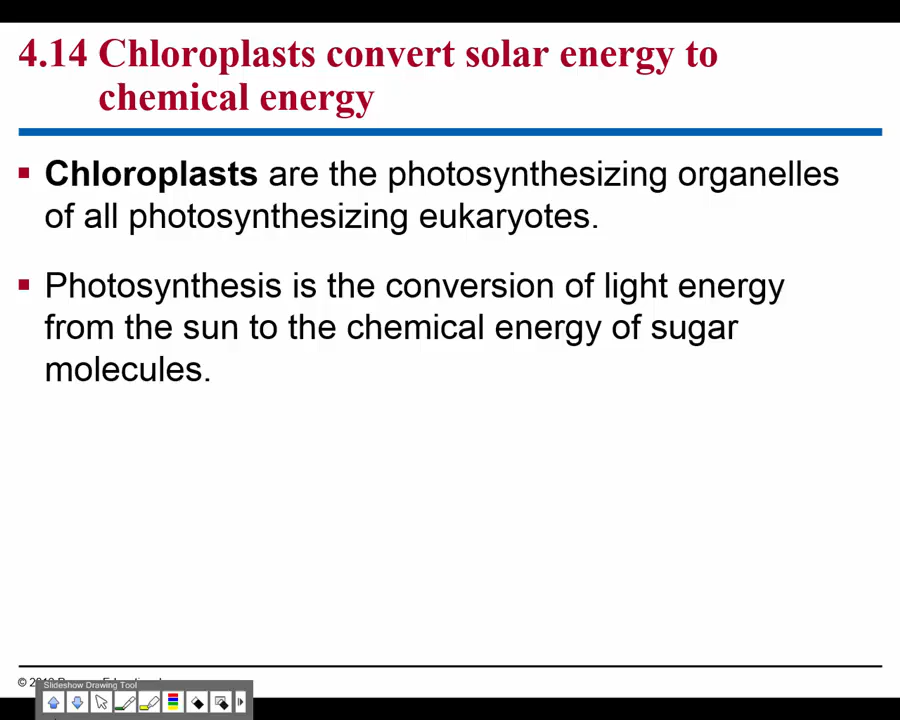 4.14 Chloroplasts convert solar energy to
chemical energy
Chloroplasts are the photosynthesizing organelles
of all photosynthesizing eukaryotes.
Photosynthesis is the conversion of light energy
from the sun to the chemical energy of sugar
molecules.
©
Slideshow Drawing Tool